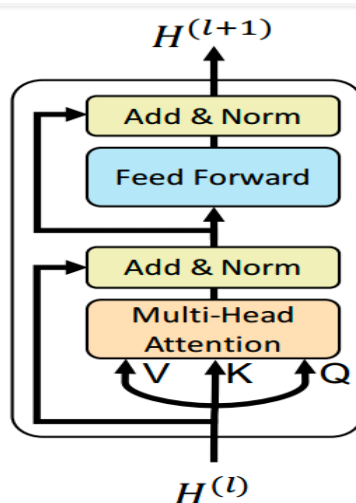 H^(l+1)
Add & Norm
Feed Forward
Add & Norm
Multi-Head
Attention
V K Q
H^(l)